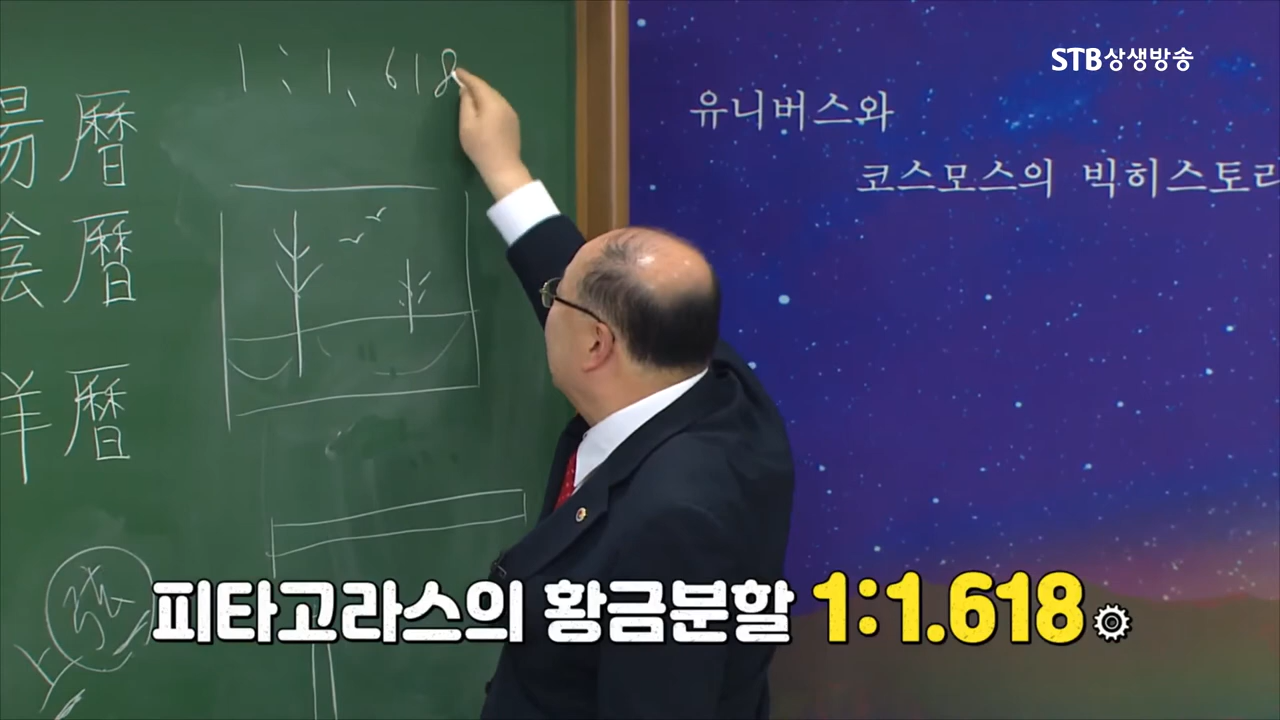 STB상생방송
유니버스와
코스모스의 빅히스토리
1:1.618
陽曆
陰曆
洋曆
피타고라스의 황금분할 1:1.618